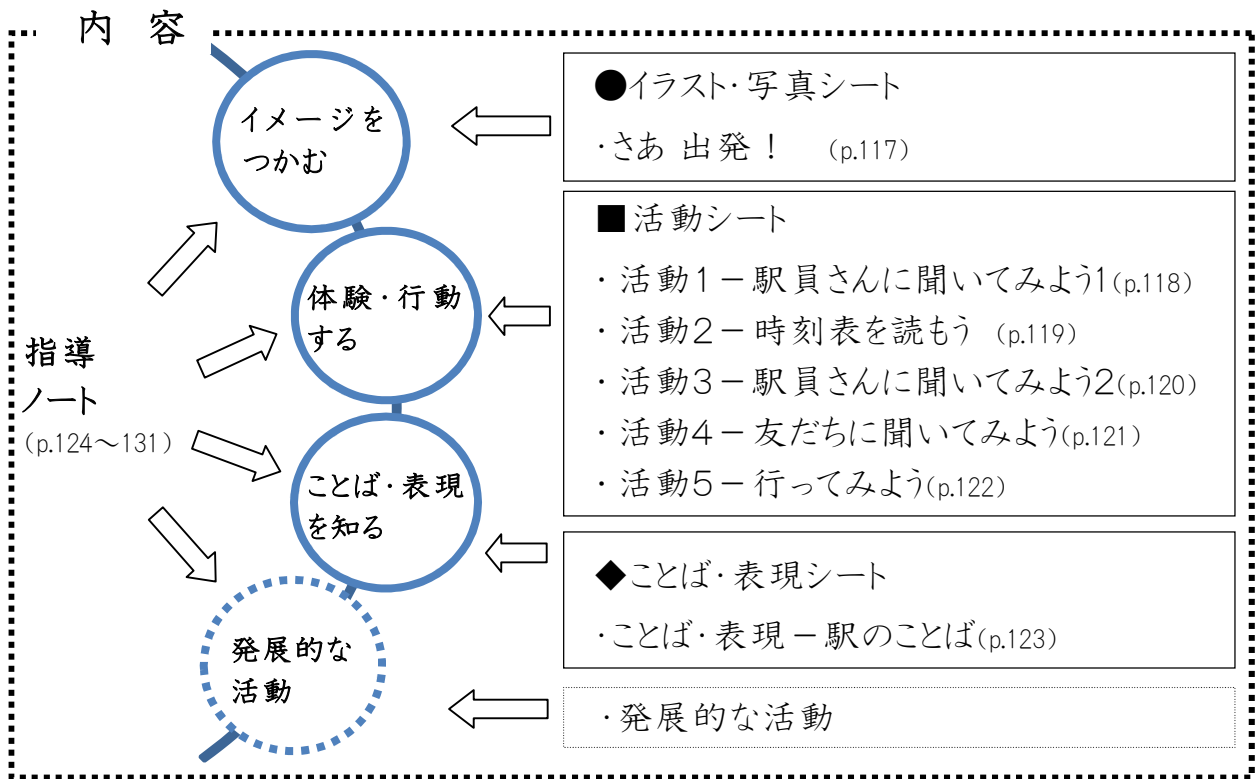 内 容
イメージを
つかむ
●イラスト・写真シート
・さあ 出発！ (p.117)
体験・行動
する
■活動シート
・活動1－駅員さんに聞いてみよう1(p.118)
・活動2－時刻表を読もう (p.119)
・活動3－駅員さんに聞いてみよう2(p.120)
・活動4－友だちに聞いてみよう(p.121)
・活動5－行ってみよう(p.122)
指導
ノート
(p.124～131)
ことば・表現
を知る
◆ことば・表現シート
・ことば・表現－駅のことば(p.123)
発展的な
活動
・発展的な活動